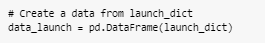 # Create a data from launch_dict
data_launch = pd.DataFrame(launch_dict)